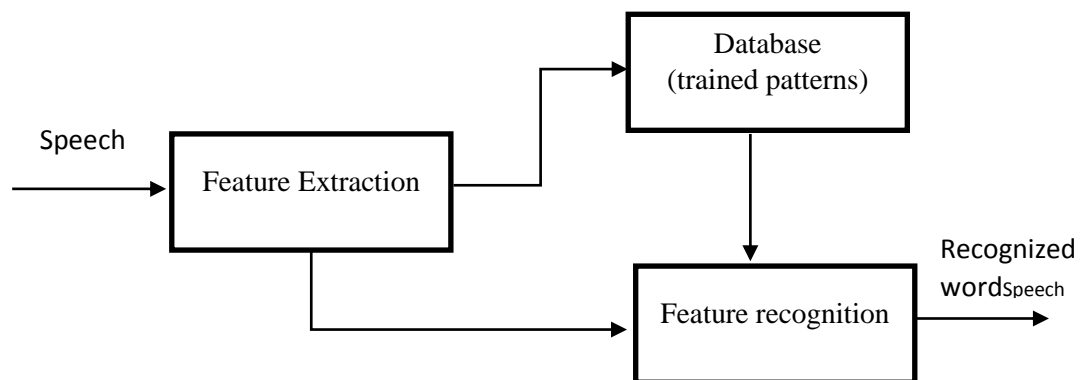 Database
(trained patterns)
Speech
Feature Extraction
Recognized
wordSpeech
Feature recognition